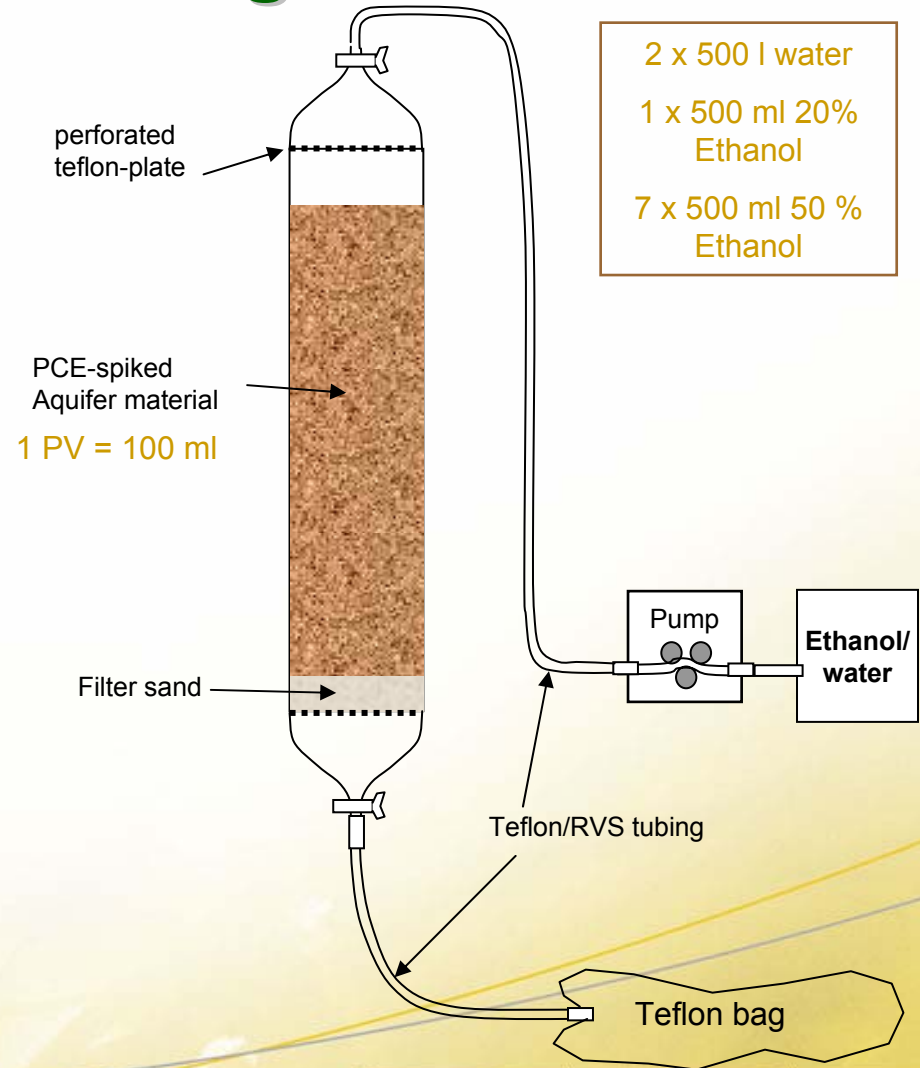 2 x 500 l water
1 x 500 ml 20%
Ethanol
7 x 500 ml 50 %
Ethanol
perforated
teflon-plate
PCE-spiked
Aquifer material
1 PV = 100 ml
Pump
Ethanol/
water
Filter sand
Teflon/RVS tubing
Teflon bag